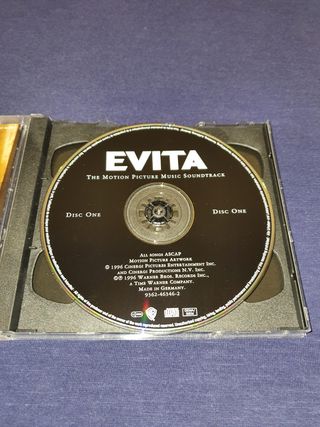 EVITA
THE MOTION PICTURE MUSIC SOUNDTRACK
DISC ONE
DISC ONE
ALL SONGS ASCAP
MOTION PICTURE ARTWORK
© 1996 CINERGI PICTURES ENTERTAINMENT INC.
AND CINERGI PRODUCTIONS N.V. INC.
©℗ 1996 WARNER BROS. RECORDS INC.,
A TIME WARNER COMPANY.
MADE IN GERMANY.
9362-46346-2